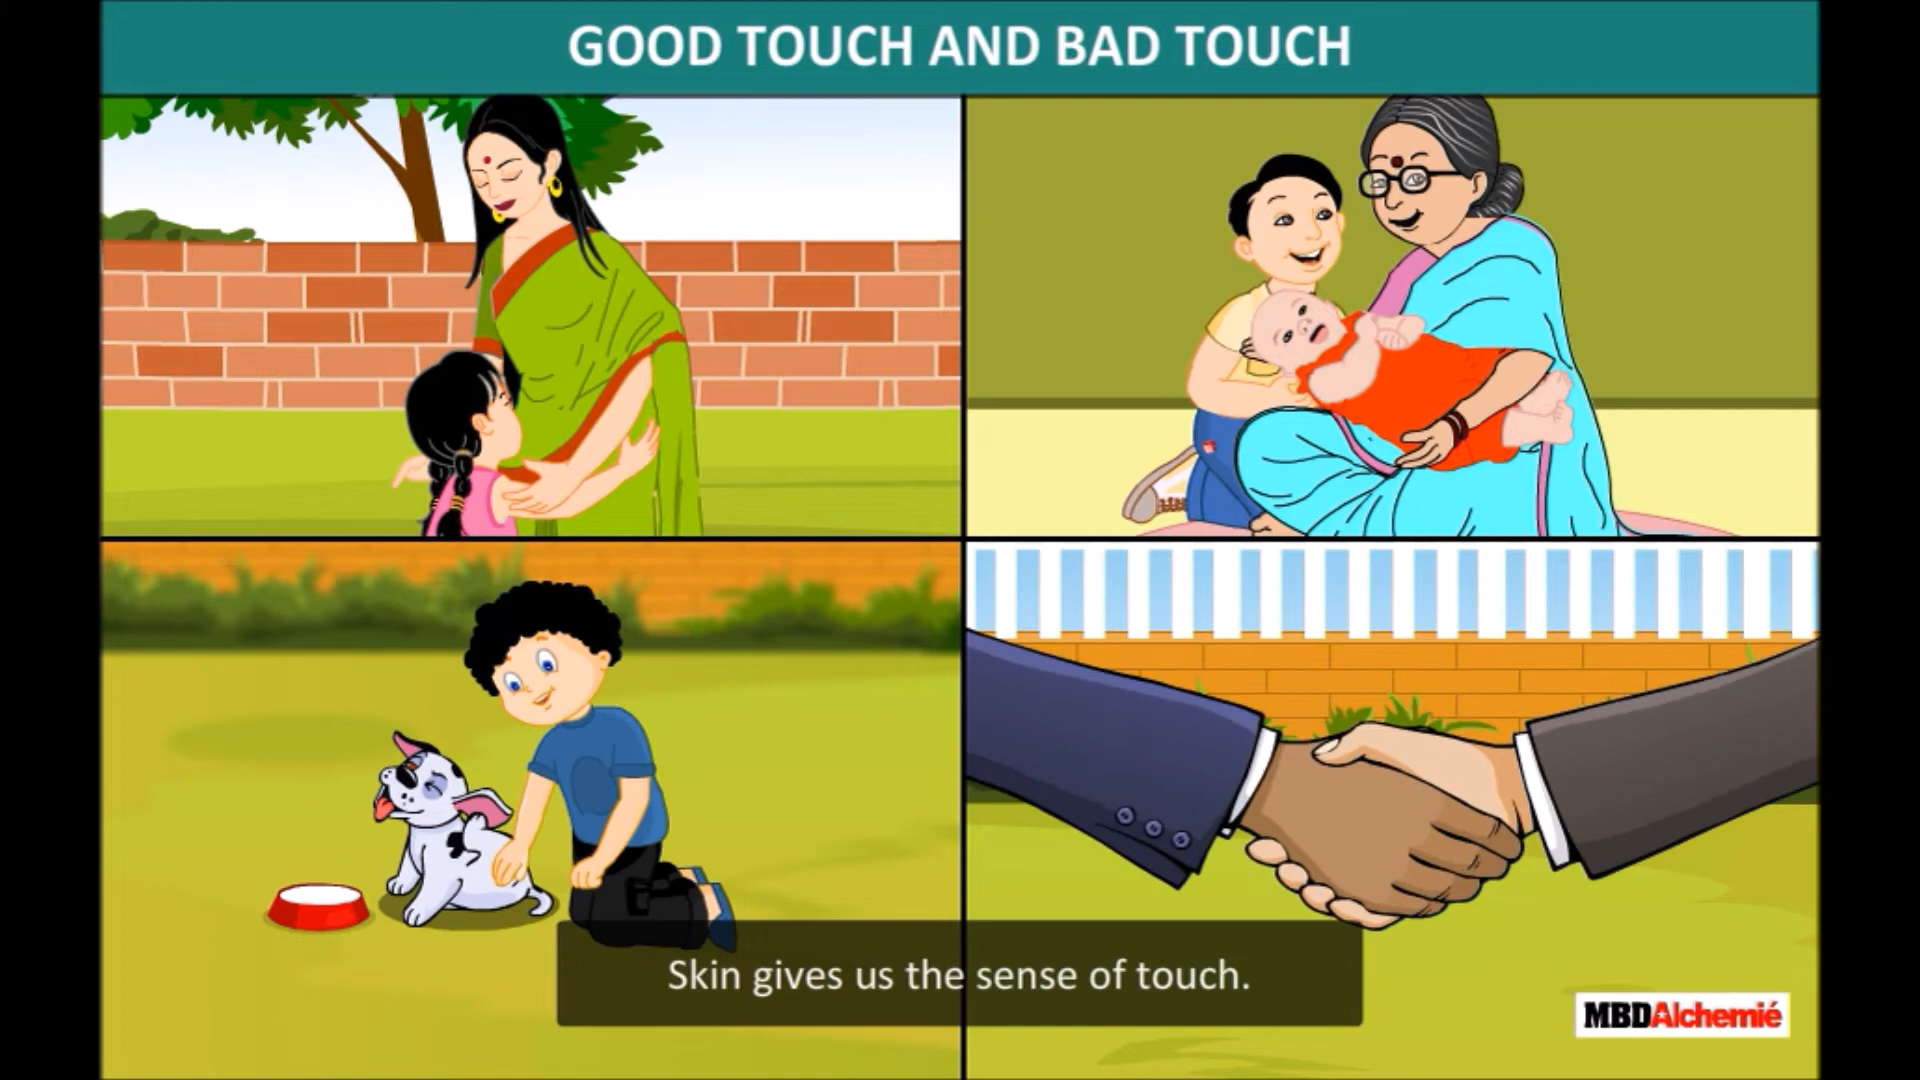 GOOD TOUCH AND BAD TOUCH
Skin gives us the sense of touch.
MBDAlchemié